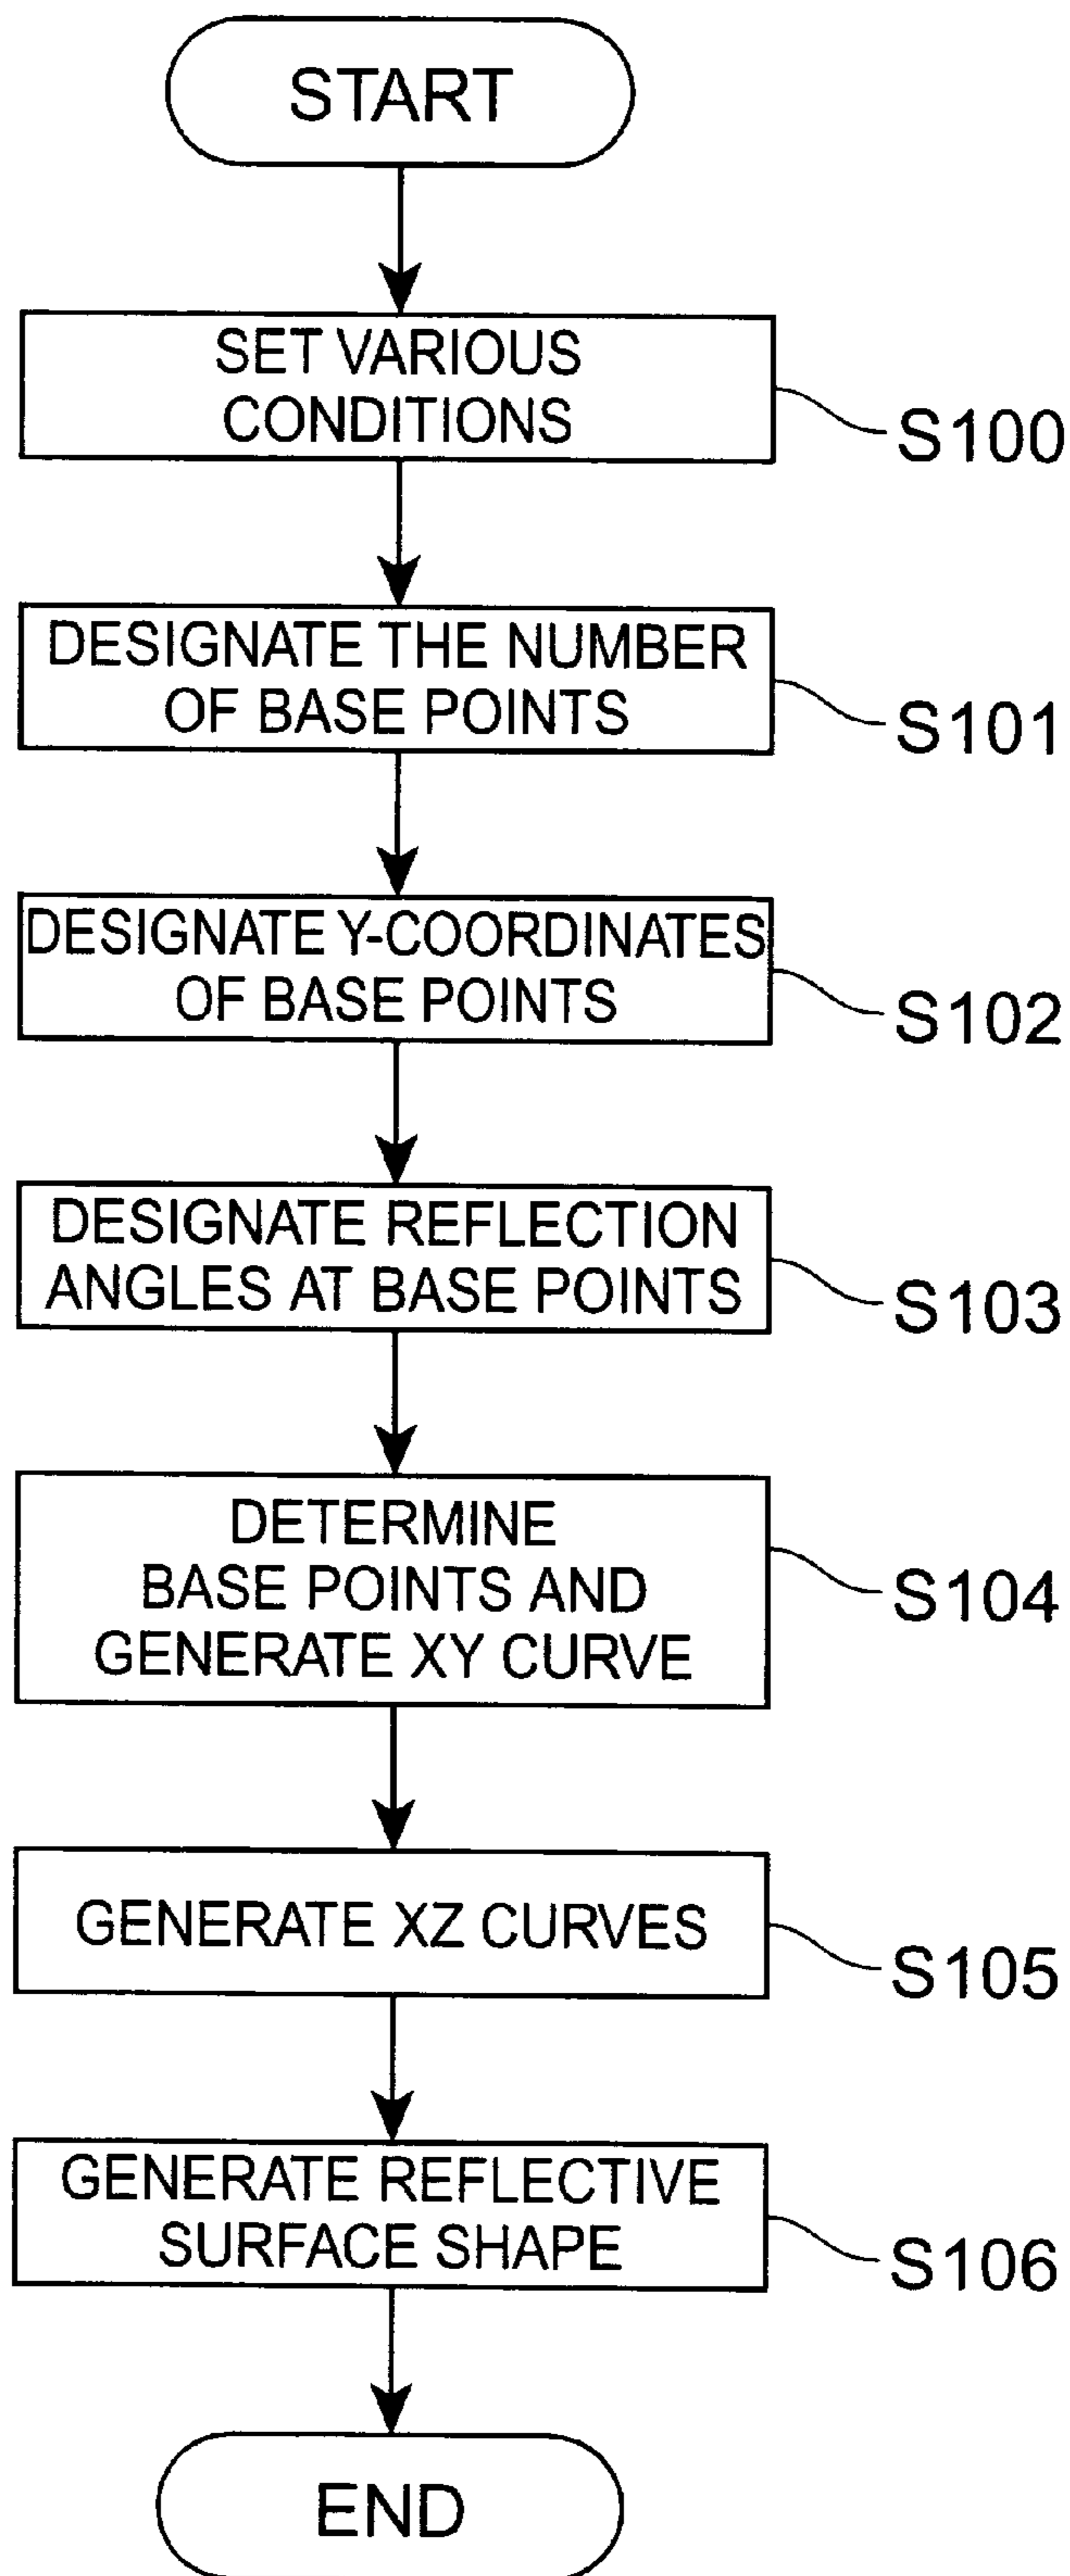 START
SET VARIOUS
CONDITIONS
S100
DESIGNATE THE NUMBER
OF BASE POINTS
S101
DESIGNATE Y-COORDINATES
OF BASE POINTS
S102
DESIGNATE REFLECTION
ANGLES AT BASE POINTS
S103
DETERMINE
BASE POINTS AND
GENERATE XY CURVE
S104
GENERATE XZ CURVES
S105
GENERATE REFLECTIVE
SURFACE SHAPE
S106
END